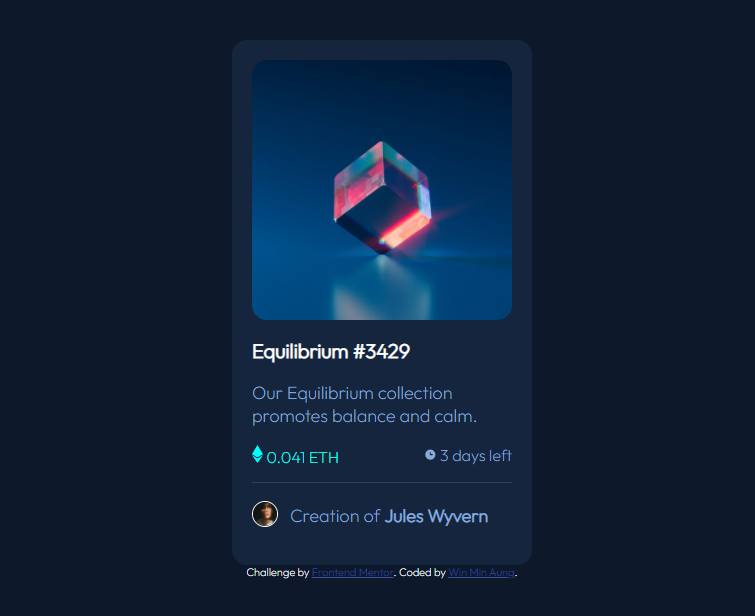 Equilibrium #3429
Our Equilibrium collection
promotes balance and calm.
0.041 ETH
3 days left
Creation of Jules Wyvern
Challenge by Frontend Mentor. Coded by Win Min Aung.